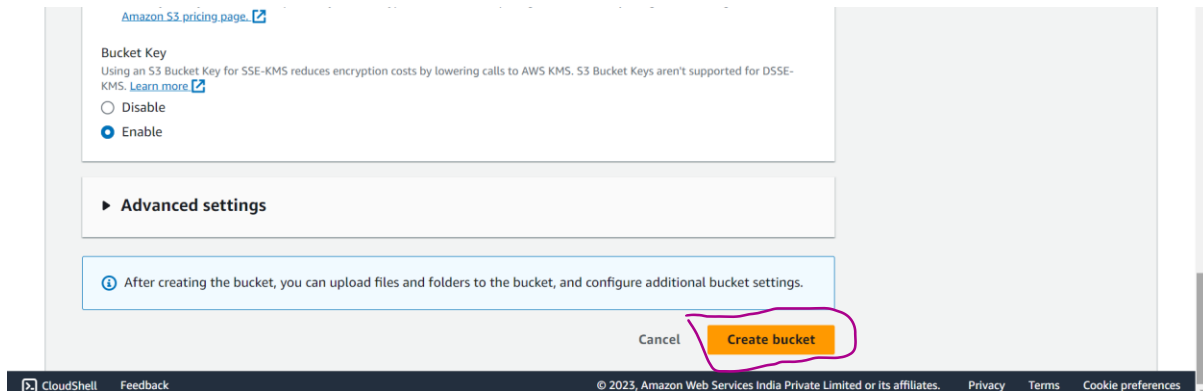 Amazon S3 pricing page.
Bucket Key
Using an S3 Bucket Key for SSE-KMS reduces encryption costs by lowering calls to AWS KMS. S3 Bucket Keys aren't supported for DSSE-
KMS. Learn more
Disable
Enable
Advanced settings
After creating the bucket, you can upload files and folders to the bucket, and configure additional bucket settings.
Cancel Create bucket
CloudShell Feedback © 2023, Amazon Web Services India Private Limited or its affiliates. Privacy Terms Cookie preferences